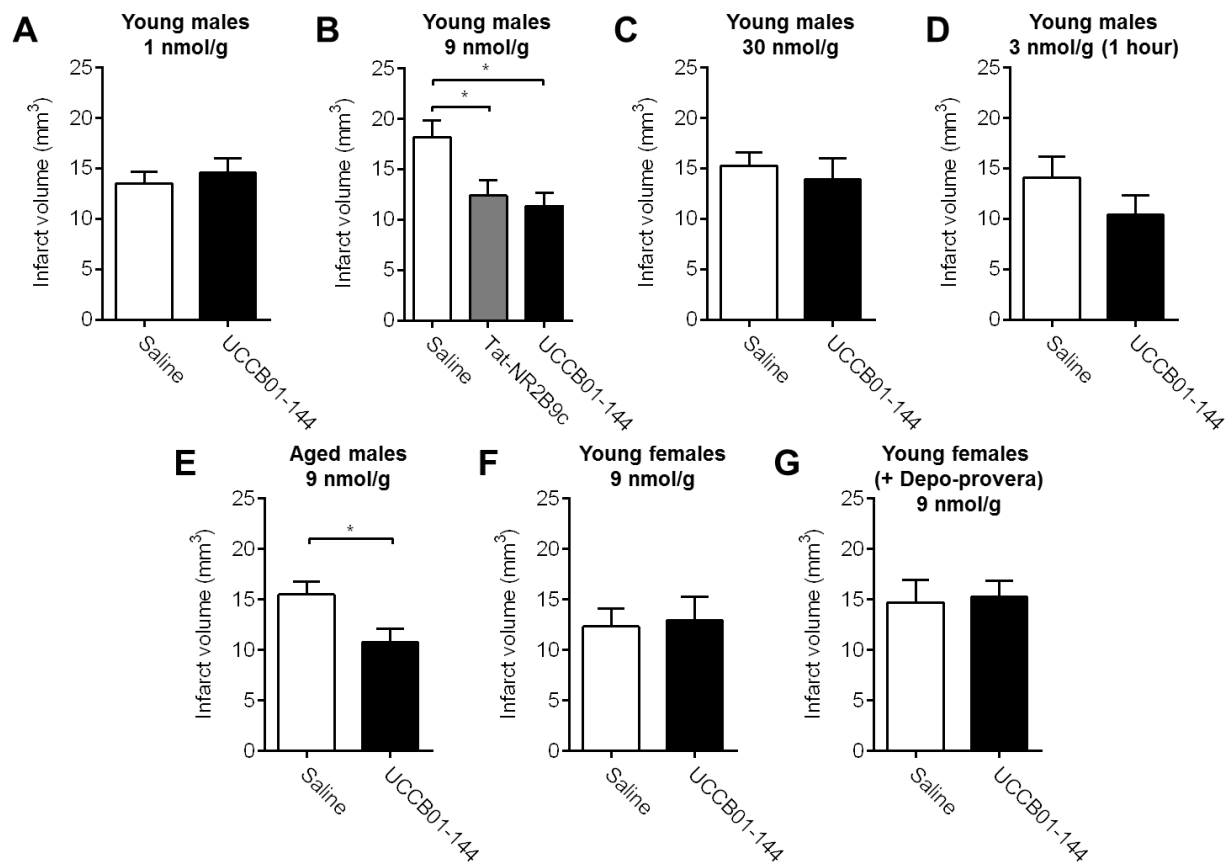 A
Young males
1 nmol/g
Infarct volume (mm³)
25
20
15
10
5
0
Saline
UCCB01-144
B
Young males
9 nmol/g
Infarct volume (mm³)
25
20
15
10
5
0
*
*
Saline
Tat-NR2B9c
UCCB01-144
C
Young males
30 nmol/g
Infarct volume (mm³)
25
20
15
10
5
0
Saline
UCCB01-144
D
Young males
3 nmol/g (1 hour)
Infarct volume (mm³)
25
20
15
10
5
0
Saline
UCCB01-144
E
Aged males
9 nmol/g
Infarct volume (mm³)
25
20
15
10
5
0
*
Saline
UCCB01-144
F
Young females
9 nmol/g
Infarct volume (mm³)
25
20
15
10
5
0
Saline
UCCB01-144
G
Young females
(+ Depo-provera)
9 nmol/g
Infarct volume (mm³)
25
20
15
10
5
0
Saline
UCCB01-144